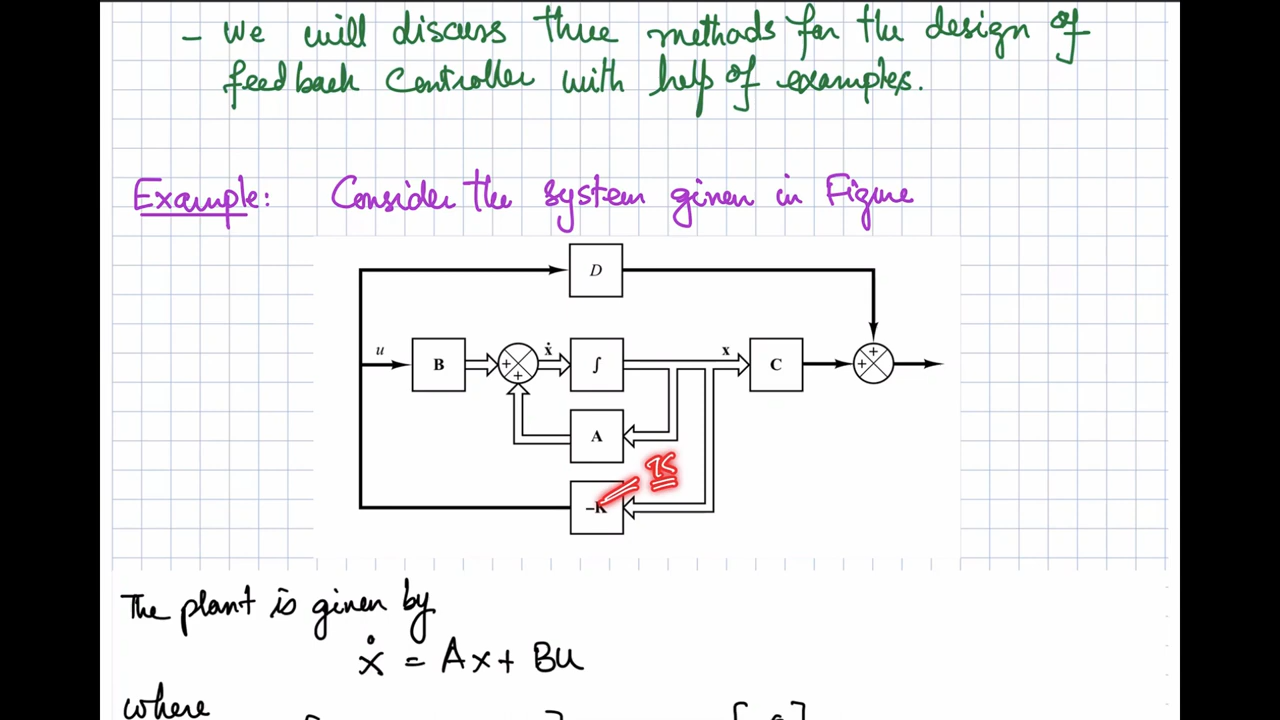 - We will discuss three methods for the design of
feedback Controller with help of examples.
Example: Consider the system given in Figure
D
u
B
+
+
ẋ
∫
x
C
+
+
A
K
-K
The plant is given by
ẋ = Ax + Bu
where